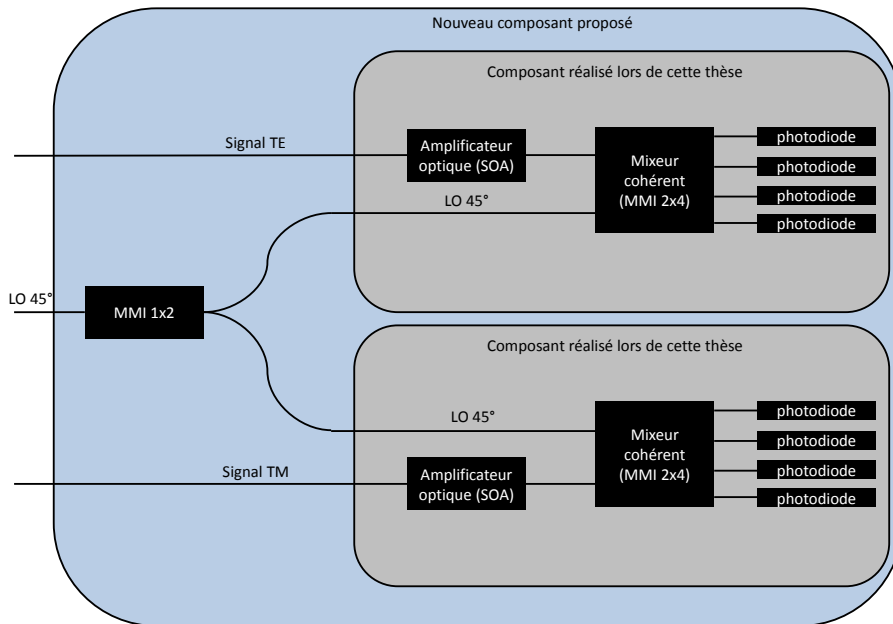 Nouveau composant proposé
Composant réalisé lors de cette thèse
Signal TE
Amplificateur
optique (SOA)
Mixeur
cohérent
(MMI 2x4)
photodiode
photodiode
photodiode
photodiode
LO 45°
LO 45°
MMI 1x2
Composant réalisé lors de cette thèse
LO 45°
Signal TM
Amplificateur
optique (SOA)
Mixeur
cohérent
(MMI 2x4)
photodiode
photodiode
photodiode
photodiode